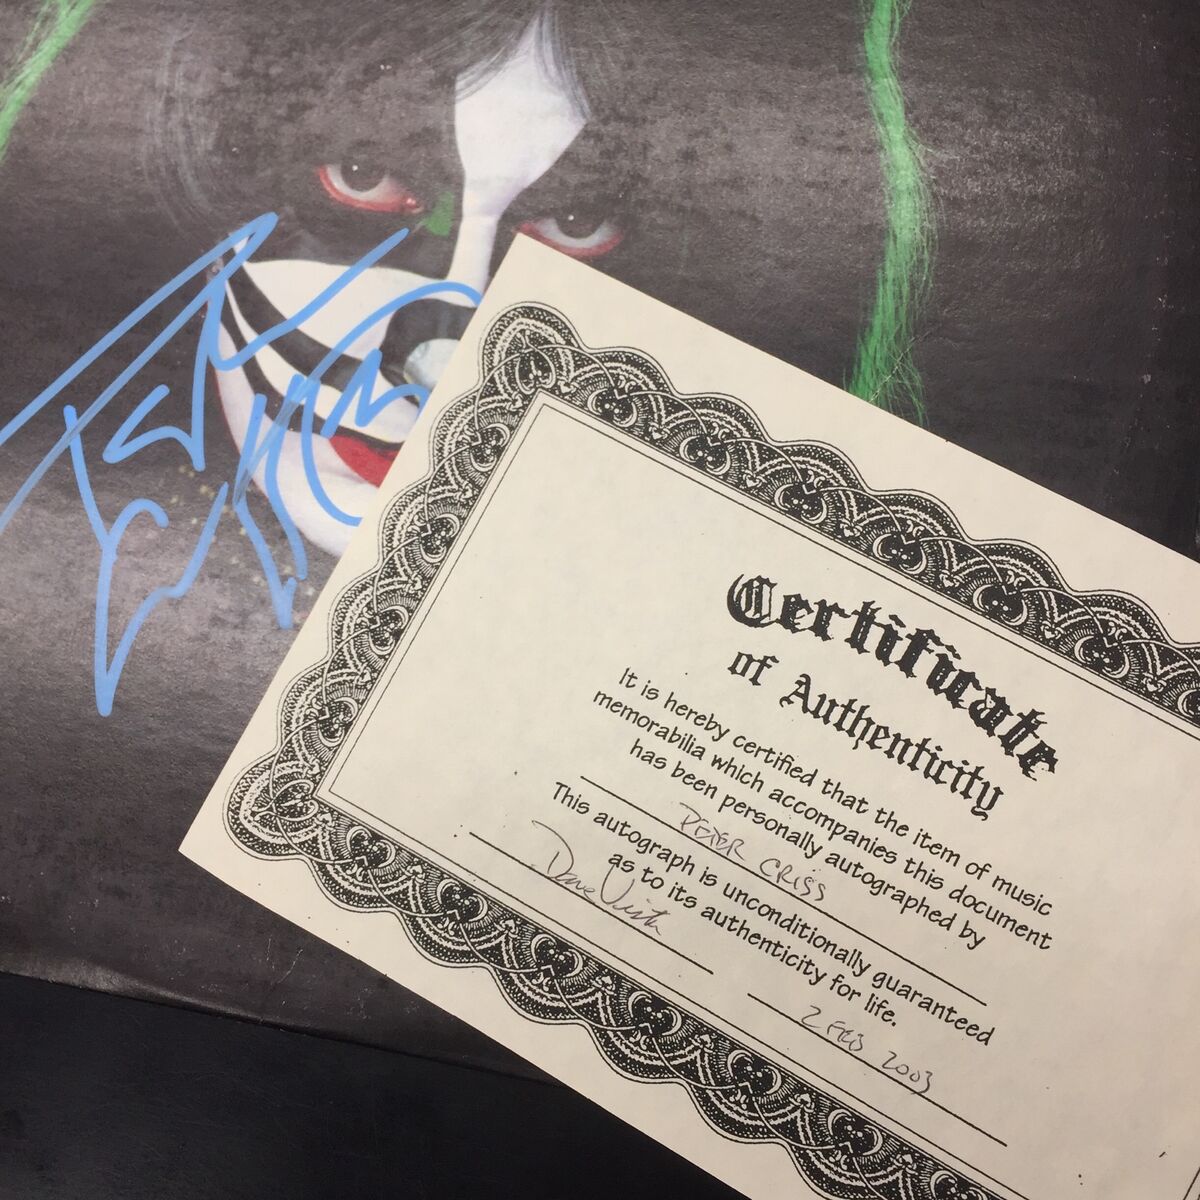 Certificate
of Authenticity
It is hereby certified that the item of music
memorabilia which accompanies this document
has been personally autographed by
PETER CRISS
This autograph is unconditionally guaranteed
as to its authenticity for life.
Dave
2 FEB 2003